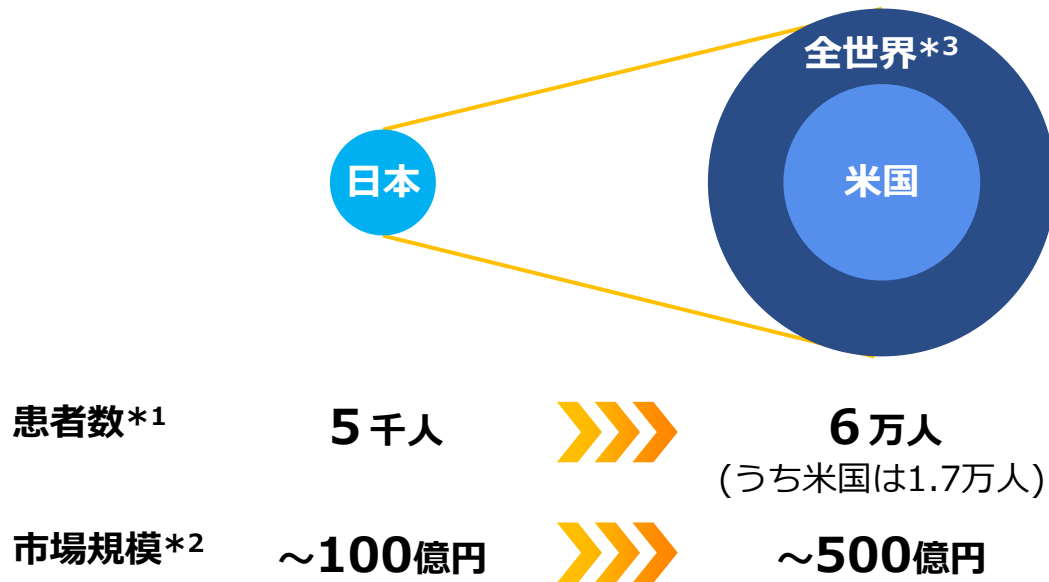 全世界*3
日本
米国
患者数*1 5千人 6万人
(うち米国は1.7万人)
市場規模*2 ~100億円 ~500億円